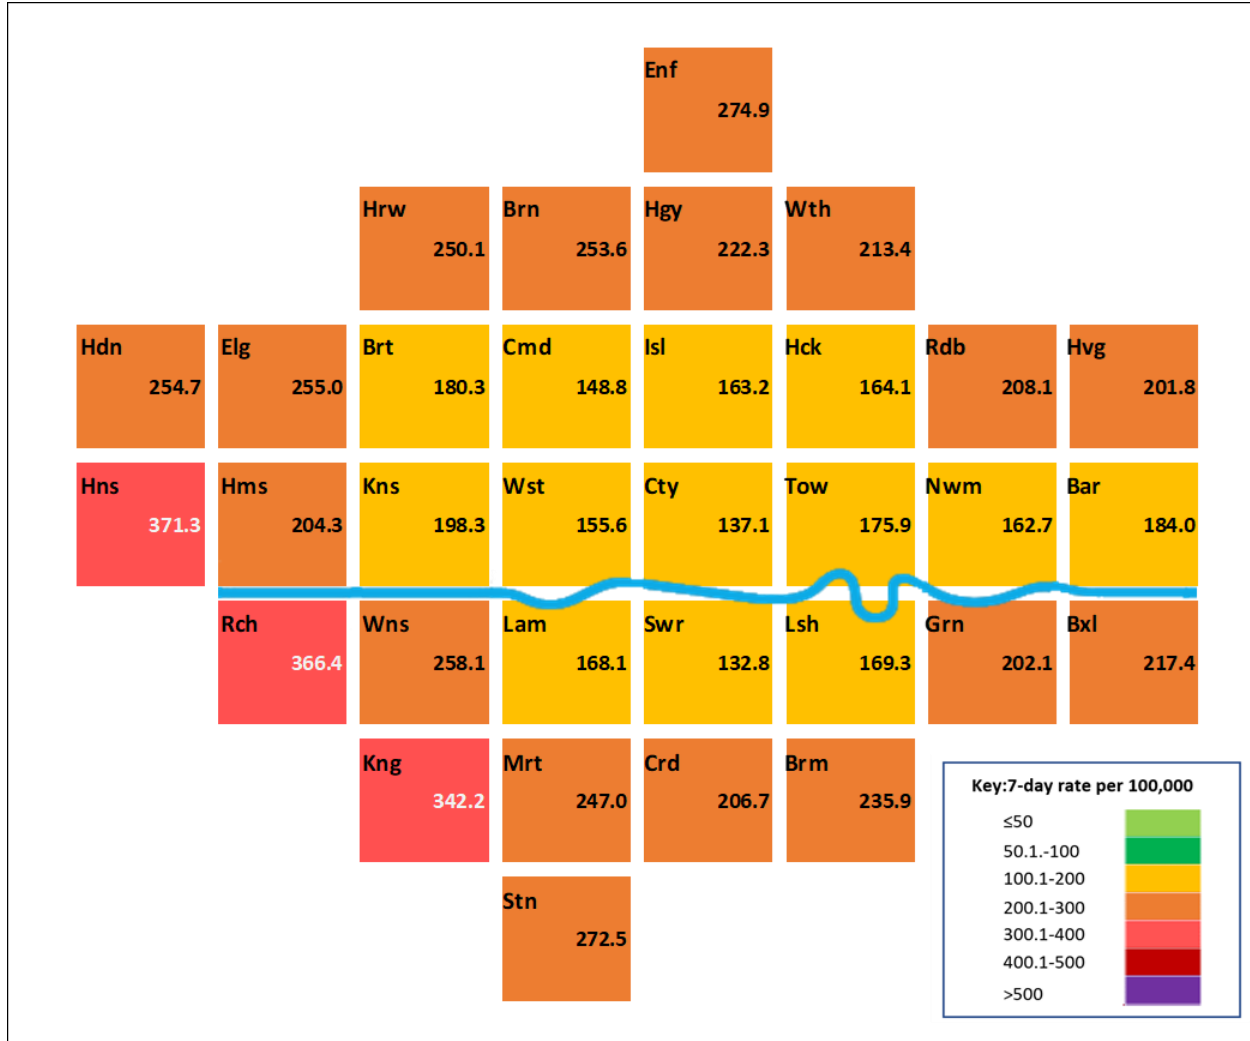 Enf
274.9
Hrw Brn Hgy Wth
250.1 253.6 222.3 213.4
Hdn Elg Brt Cmd Isl Hck Rdb Hvg
254.7 255.0 180.3 148.8 163.2 164.1 208.1 201.8
Hns Hms Kns Wst Cty Tow Nwm Bar
371.3 204.3 198.3 155.6 137.1 175.9 162.7 184.0
Rch Wns Lam Swr Lsh Grn Bxl
366.4 258.1 168.1 132.8 169.3 202.1 217.4
Kng Mrt Crd Brm
342.2 247.0 206.7 235.9
Stn
272.5
Key:7-day rate per 100,000
≤50
50.1.-100
100.1-200
200.1-300
300.1-400
400.1-500
>500